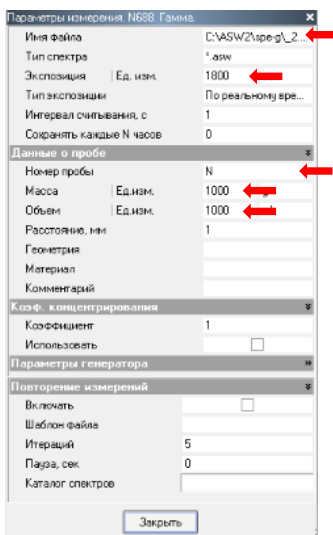 Параметры измерения. N688. Гамма. ×
Имя файла C:\ASW2\spe-g\_2....
Тип спектра *.asw
Экспозиция Ед. изм. 1800
Тип экспозиции По реальному вре...
Интервал считывания, с 1
Сохранять каждые N часов 0
Данные о пробе
Номер пробы N
Масса Ед.изм. 1000
Объем Ед.изм. 1000
Расстояние, мм 1
Геометрия
Материал
Комментарий
Коэф. концентрирования
Коэффициент 1
Использовать
Параметры генератора
Повторение измерений
Включать
Шаблон файла
Итераций 5
Пауза, сек 0
Каталог спектров
Закрыть